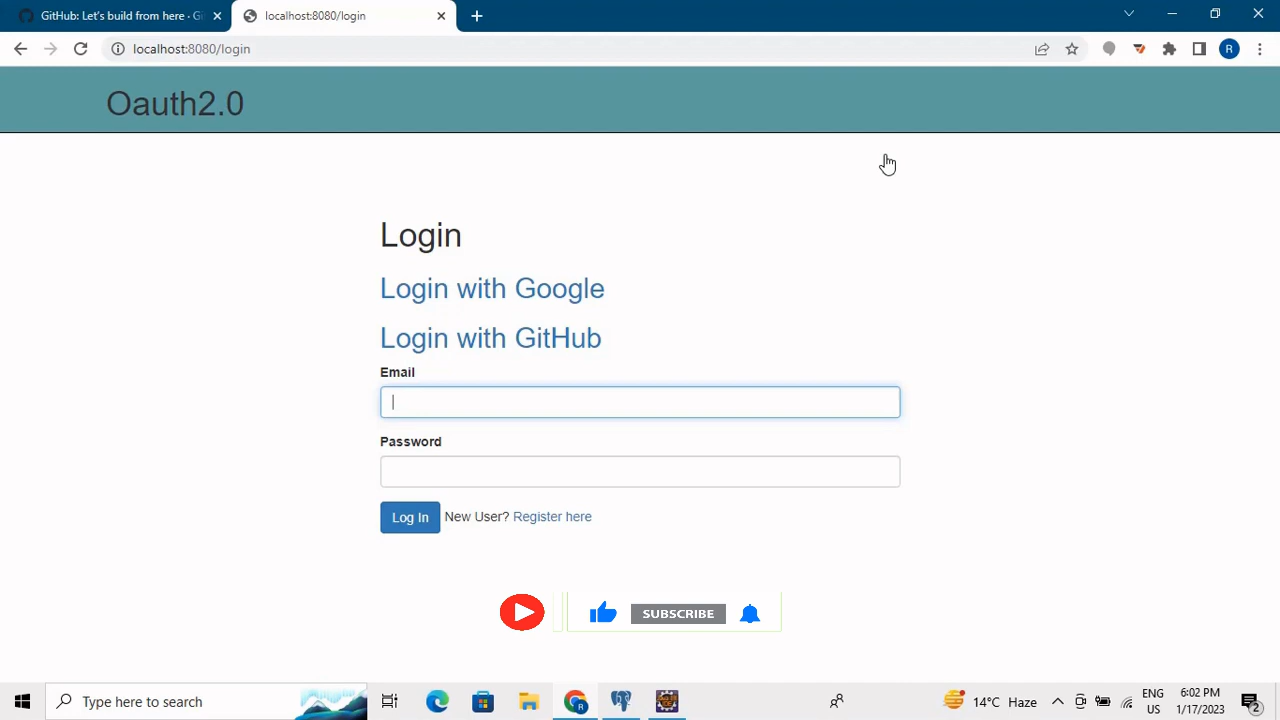 GitHub: Let's build from here · Gi
localhost:8080/login
localhost:8080/login
R
Oauth2.0
Login
Login with Google
Login with GitHub
Email
Password
Log In New User? Register here
SUBSCRIBE
Type here to search
R
14°C Haze
ENG
US
6:02 PM
1/17/2023
2